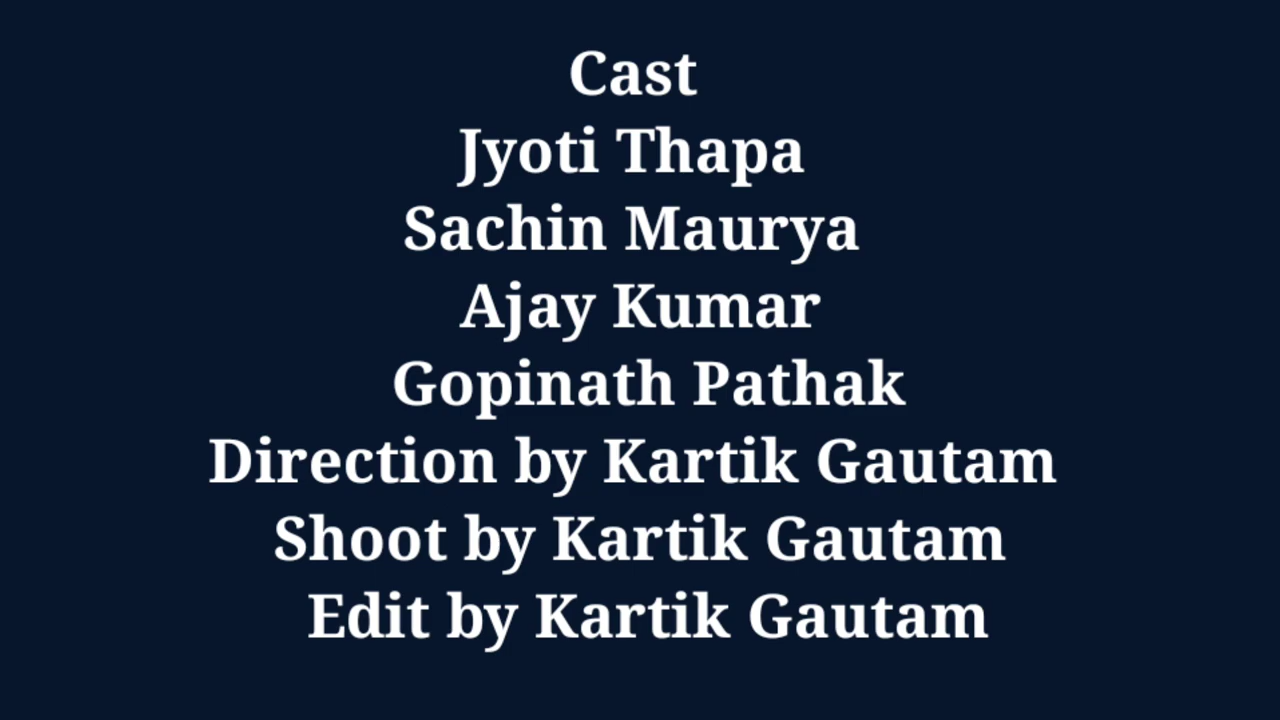 Cast
Jyoti Thapa
Sachin Maurya
Ajay Kumar
Gopinath Pathak
Direction by Kartik Gautam
Shoot by Kartik Gautam
Edit by Kartik Gautam